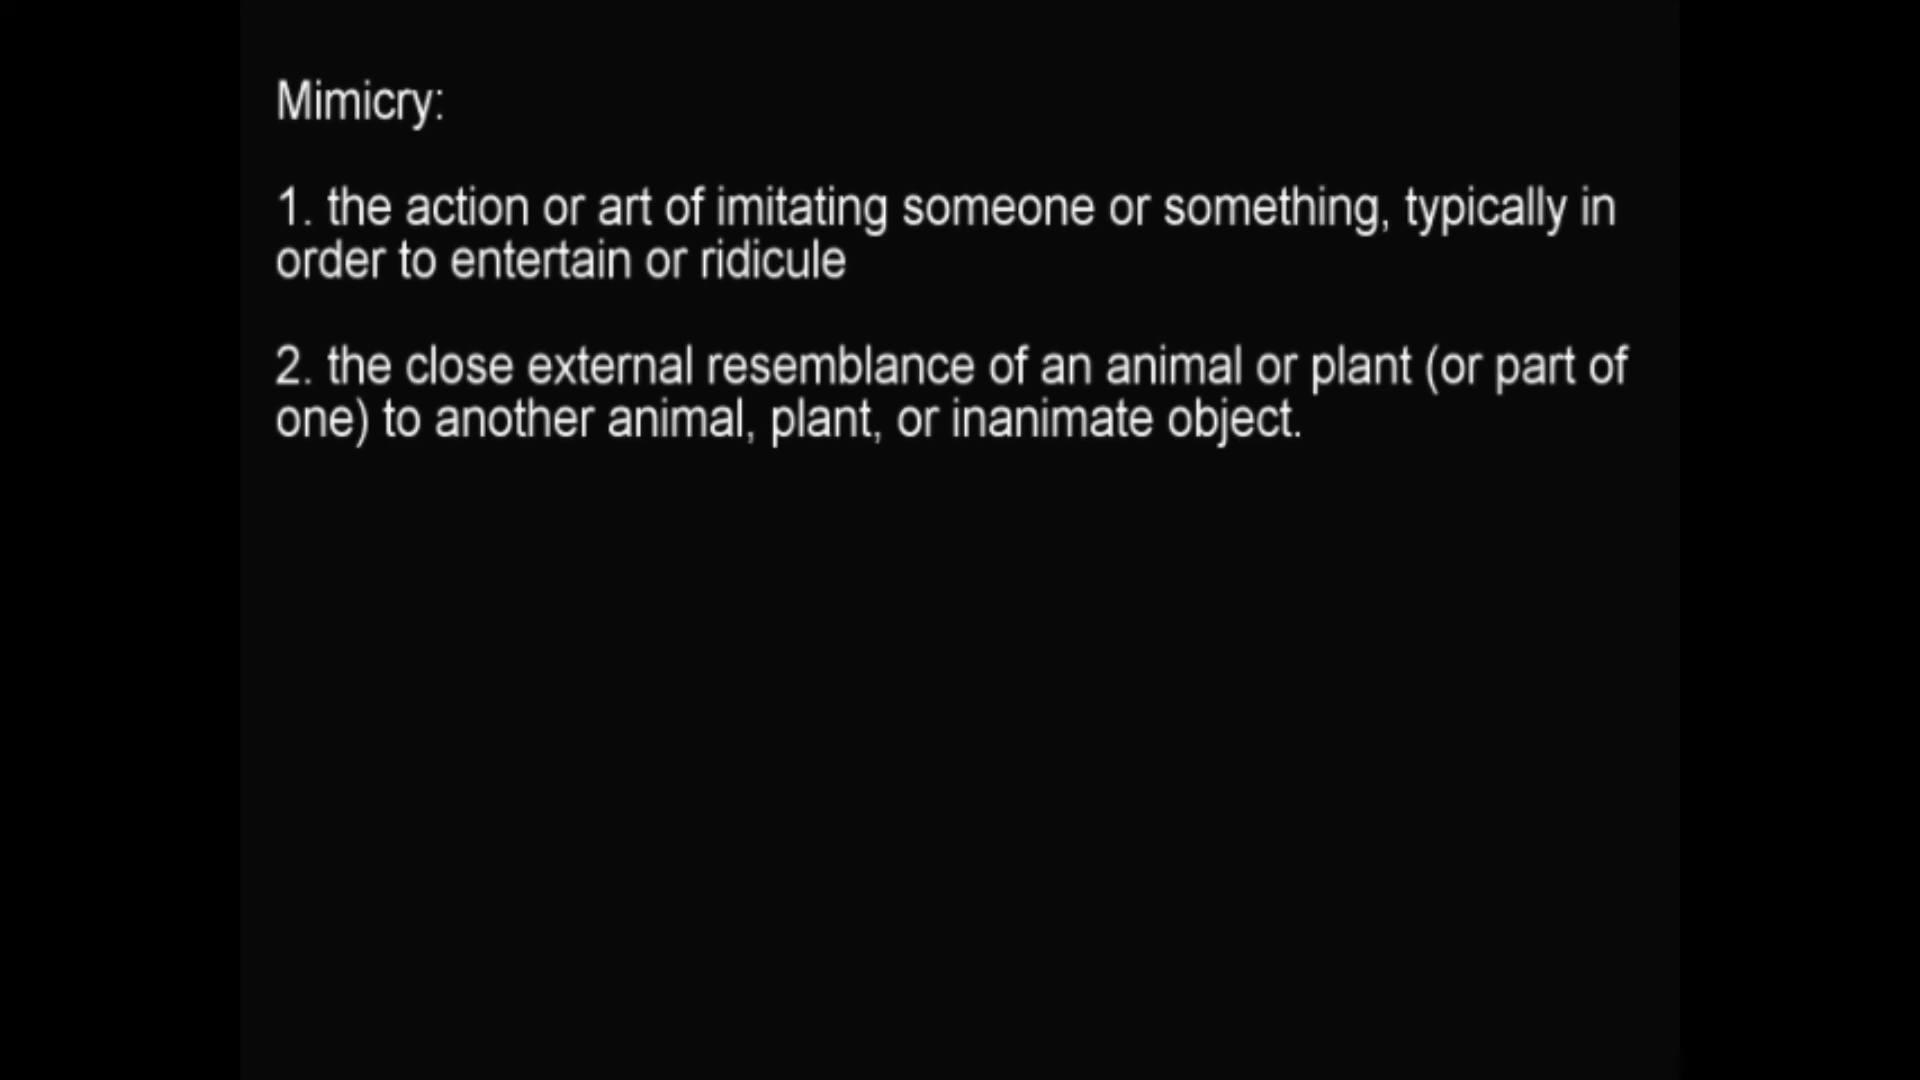 Mimicry:
1. the action or art of imitating someone or something, typically in
order to entertain or ridicule
2. the close external resemblance of an animal or plant (or part of
one) to another animal, plant, or inanimate object.